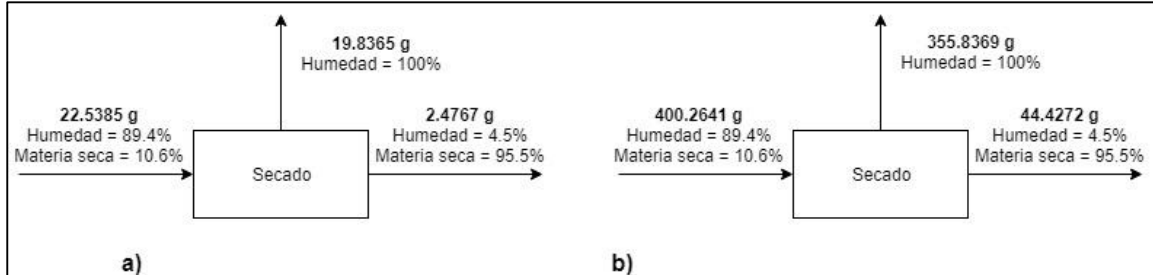 19.8365 g
Humedad = 100%
22.5385 g
Humedad = 89.4%
Materia seca = 10.6%
2.4767 g
Humedad = 4.5%
Materia seca = 95.5%
Secado
a)
355.8369 g
Humedad = 100%
400.2641 g
Humedad = 89.4%
Materia seca = 10.6%
44.4272 g
Humedad = 4.5%
Materia seca = 95.5%
Secado
b)